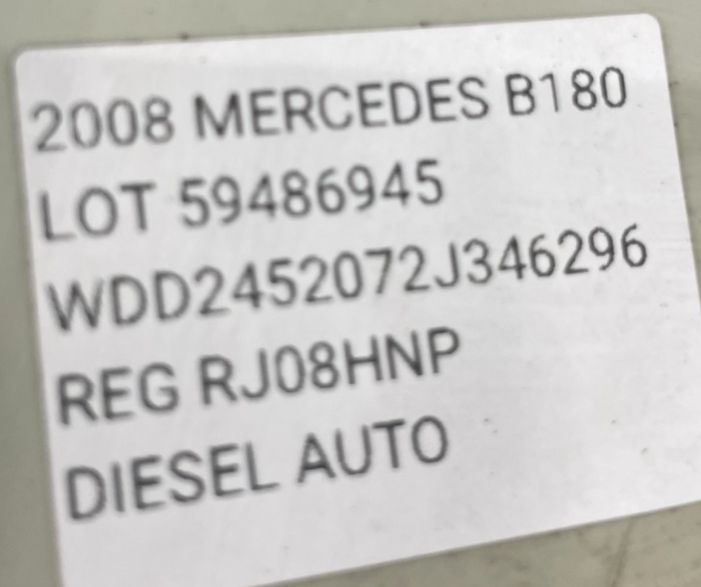 2008 MERCEDES B180
LOT 59486945
WDD2452072J346296
REG RJ08HNP
DIESEL AUTO